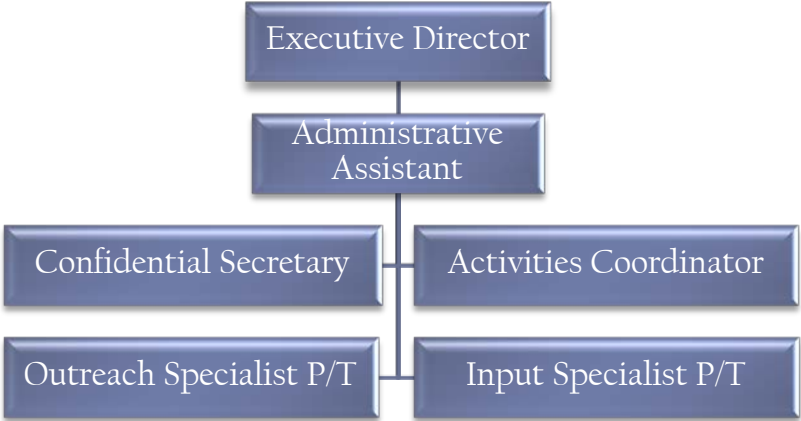 Executive Director
Administrative
Assistant
Confidential Secretary
Activities Coordinator
Outreach Specialist P/T
Input Specialist P/T